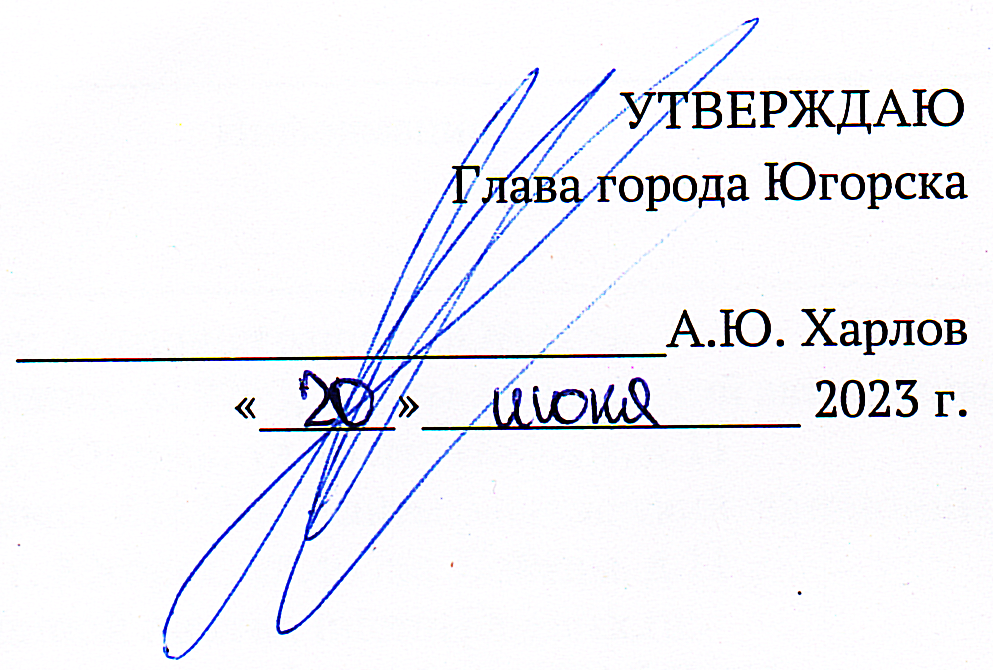 УТВЕРЖДАЮ
Глава города Югорска
А.Ю. Харлов
« 20 » июня 2023 г.